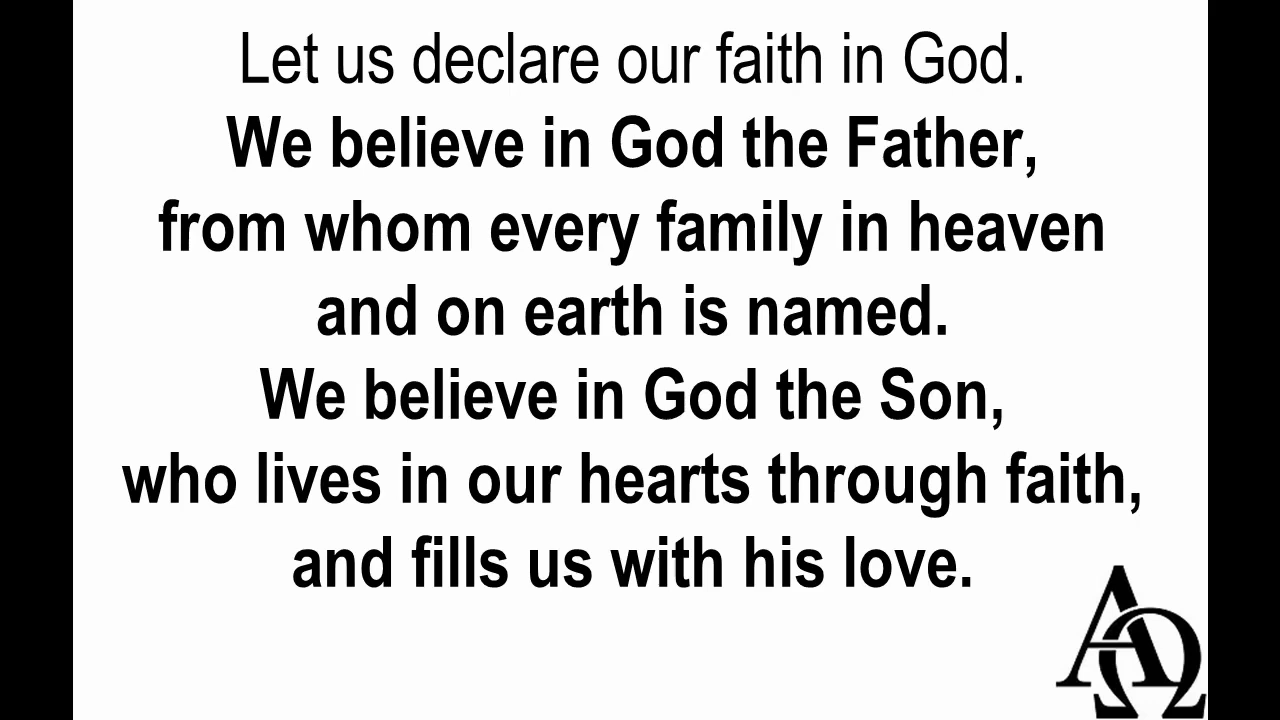 Let us declare our faith in God.
We believe in God the Father,
from whom every family in heaven
and on earth is named.
We believe in God the Son,
who lives in our hearts through faith,
and fills us with his love.
ΑΩ